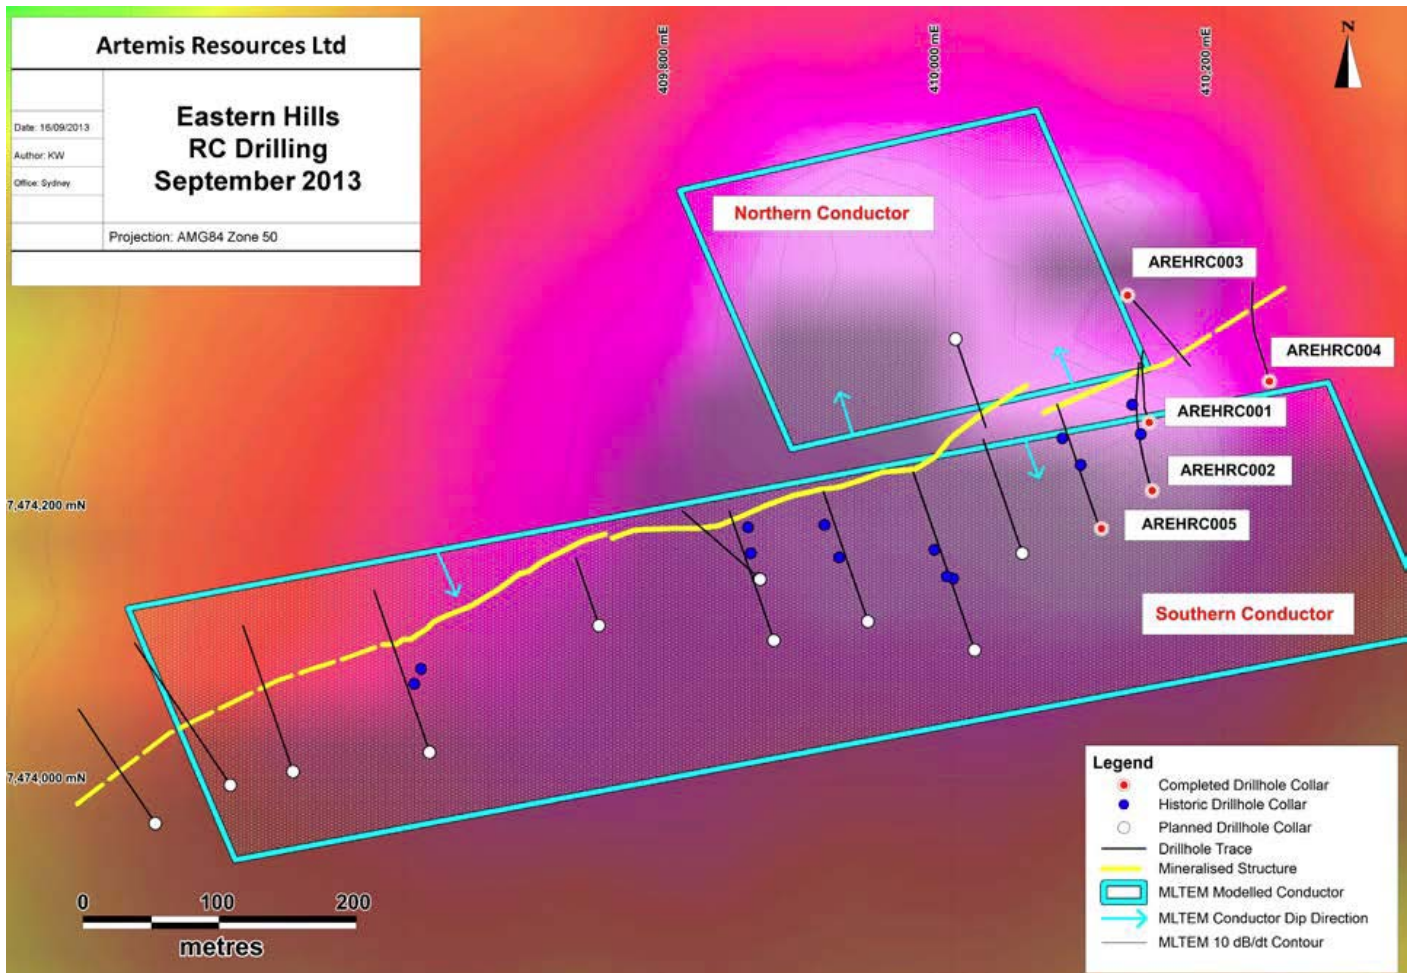 Artemis Resources Ltd
Date: 16/09/2013
Author: KW
Office: Sydney
Eastern Hills
RC Drilling
September 2013
Projection: AMG84 Zone 50
409,800 mE
410,000 mE
410,200 mE
N
Northern Conductor
AREHRC003
AREHRC004
AREHRC001
AREHRC002
AREHRC005
7,474,200 mN
Southern Conductor
7,474,000 mN
Legend
Completed Drillhole Collar
Historic Drillhole Collar
Planned Drillhole Collar
Drillhole Trace
Mineralised Structure
MLTEM Modelled Conductor
MLTEM Conductor Dip Direction
MLTEM 10 dB/dt Contour
0 100 200
metres